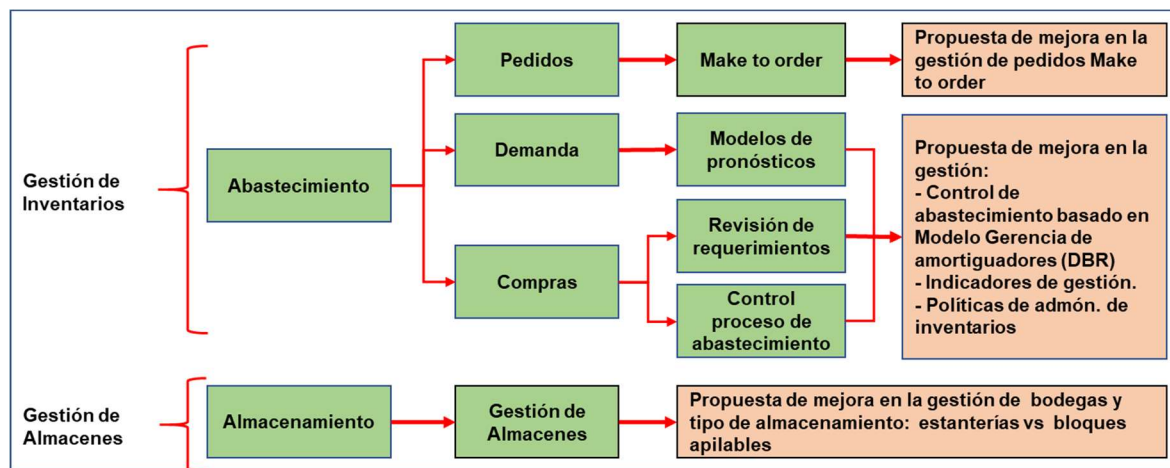 Gestión de
Inventarios
Abastecimiento
Pedidos
Make to order
Propuesta de mejora en la
gestión de pedidos Make
to order
Demanda
Modelos de
pronósticos
Compras
Revisión de
requerimientos
Control
proceso de
abastecimiento
Propuesta de mejora en la
gestión:
- Control de
abastecimiento basado en
Modelo Gerencia de
amortiguadores (DBR)
- Indicadores de gestión.
- Políticas de admón. de
inventarios
Gestión de
Almacenes
Almacenamiento
Gestión de
Almacenes
Propuesta de mejora en la gestión de bodegas y
tipo de almacenamiento: estanterías vs bloques
apilables